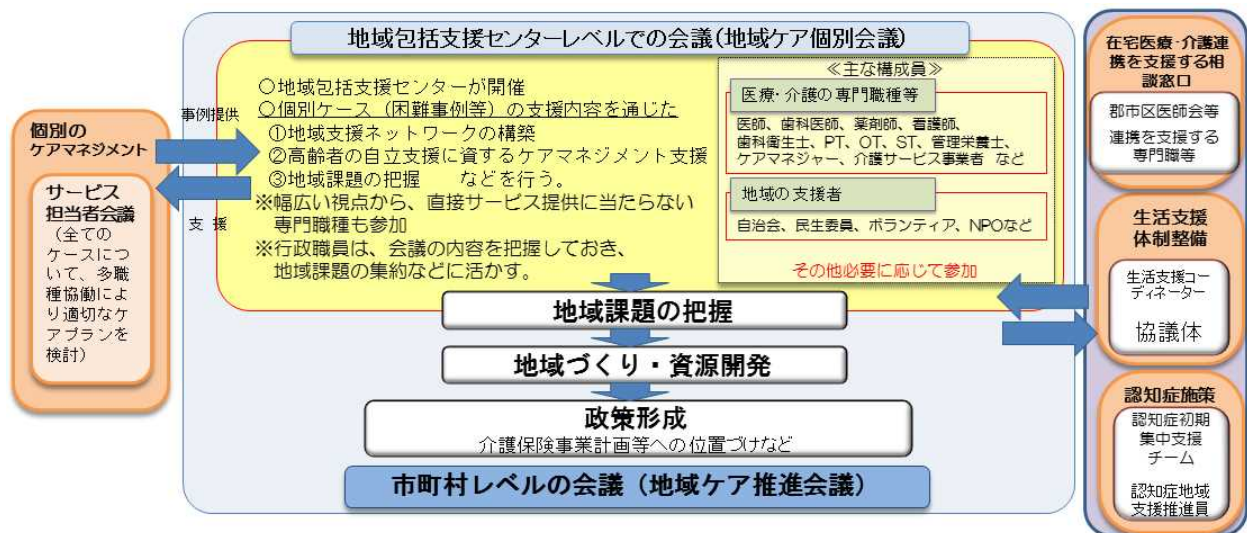 地域包括支援センターレベルでの会議(地域ケア個別会議)
○地域包括支援センターが開催
○個別ケース（困難事例等）の支援内容を通じた
①地域支援ネットワークの構築
②高齢者の自立支援に資するケアマネジメント支援
③地域課題の把握　などを行う。
※幅広い視点から、直接サービス提供に当たらない
専門職種も参加
※行政職員は、会議の内容を把握しておき、
地域課題の集約などに活かす。
≪主な構成員≫
医療・介護の専門職種等
医師、歯科医師、薬剤師、看護師、
歯科衛生士、PT、OT、ST、管理栄養士、
ケアマネジャー、介護サービス事業者　など
地域の支援者
自治会、民生委員、ボランティア、NPOなど
その他必要に応じて参加
事例提供
支 援
個別の
ケアマネジメント
サービス
担当者会議
（全ての
ケースにつ
いて、多職
種協働によ
り適切なケ
アプランを
検討）
地域課題の把握
地域づくり・資源開発
政策形成
介護保険事業計画等への位置づけなど
市町村レベルの会議（地域ケア推進会議）
在宅医療・介護連
携を支援する相
談窓口
郡市区医師会等
連携を支援する
専門職等
生活支援
体制整備
生活支援コー
ディネーター
協議体
認知症施策
認知症初期
集中支援
チーム
認知症地域
支援推進員